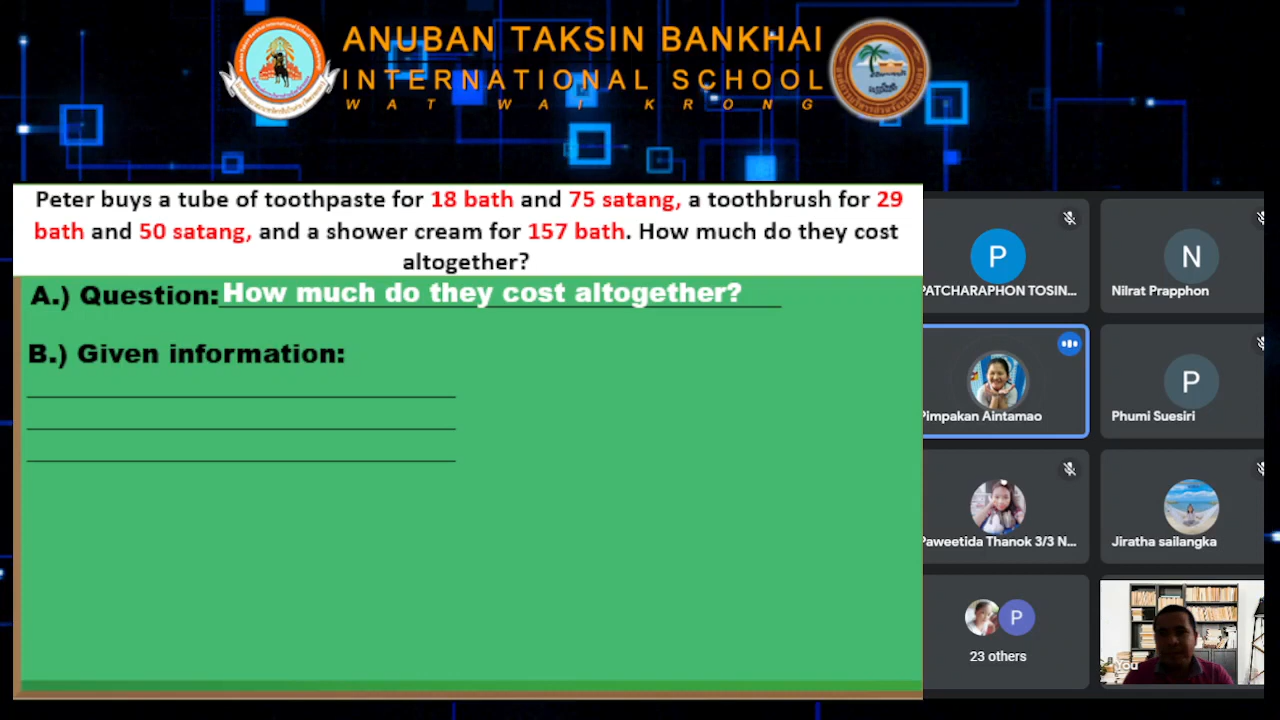 ANUBAN TAKSIN BANKHAI
INTERNATIONAL SCHOOL
WAT WAI KRONG
Peter buys a tube of toothpaste for 18 bath and 75 satang, a toothbrush for 29
bath and 50 satang, and a shower cream for 157 bath. How much do they cost
altogether?
A.) Question: How much do they cost altogether?
B.) Given information:
P
PATCHARAPHON TOSIN...
N
Nilrat Prapphon
Pimpakan Aintamao
P
Phumi Suesiri
Paweetida Thanok 3/3 N...
Jiratha sailangka
P
23 others
You